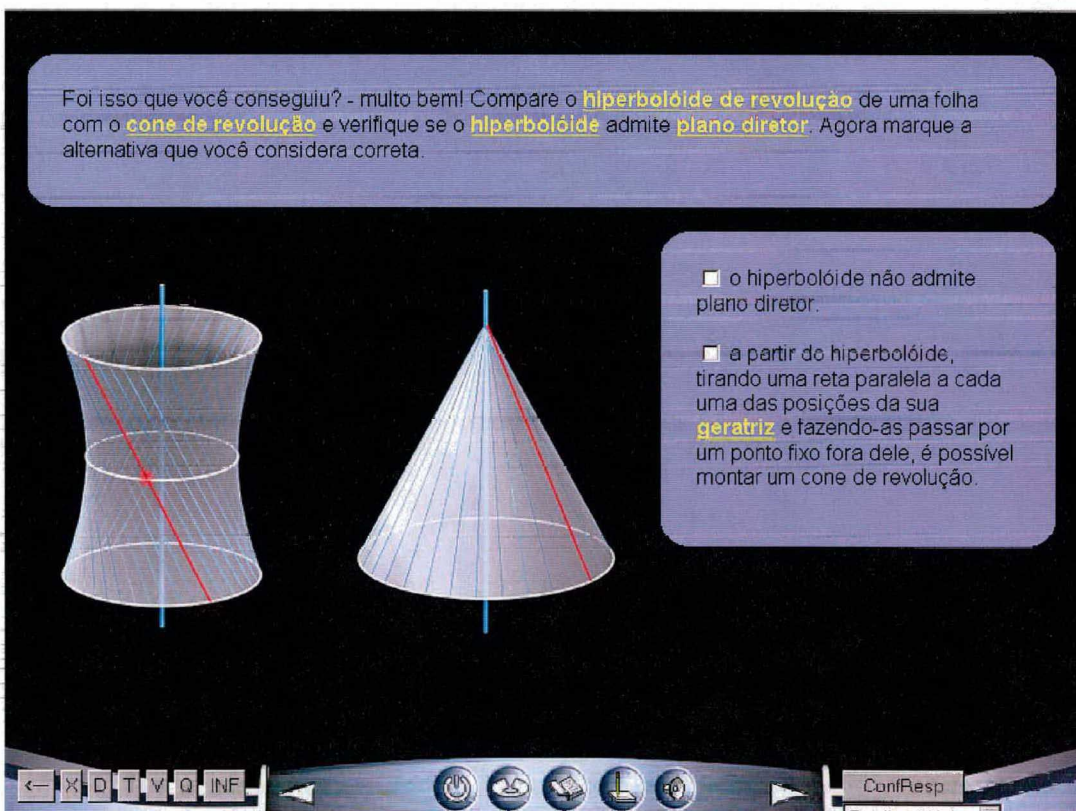 Foi isso que você conseguiu? - muito bem! Compare o hiperbolóide de revolução de uma folha
com o cone de revolução e verifique se o hiperbolóide admite plano diretor. Agora marque a
alternativa que você considera correta.
o hiperbolóide não admite
plano diretor.
a partir do hiperbolóide,
tirando uma reta paralela a cada
uma das posições da sua
geratriz e fazendo-as passar por
um ponto fixo fora dele, é possível
montar um cone de revolução.
<— X D T V Q INF
ConfResp